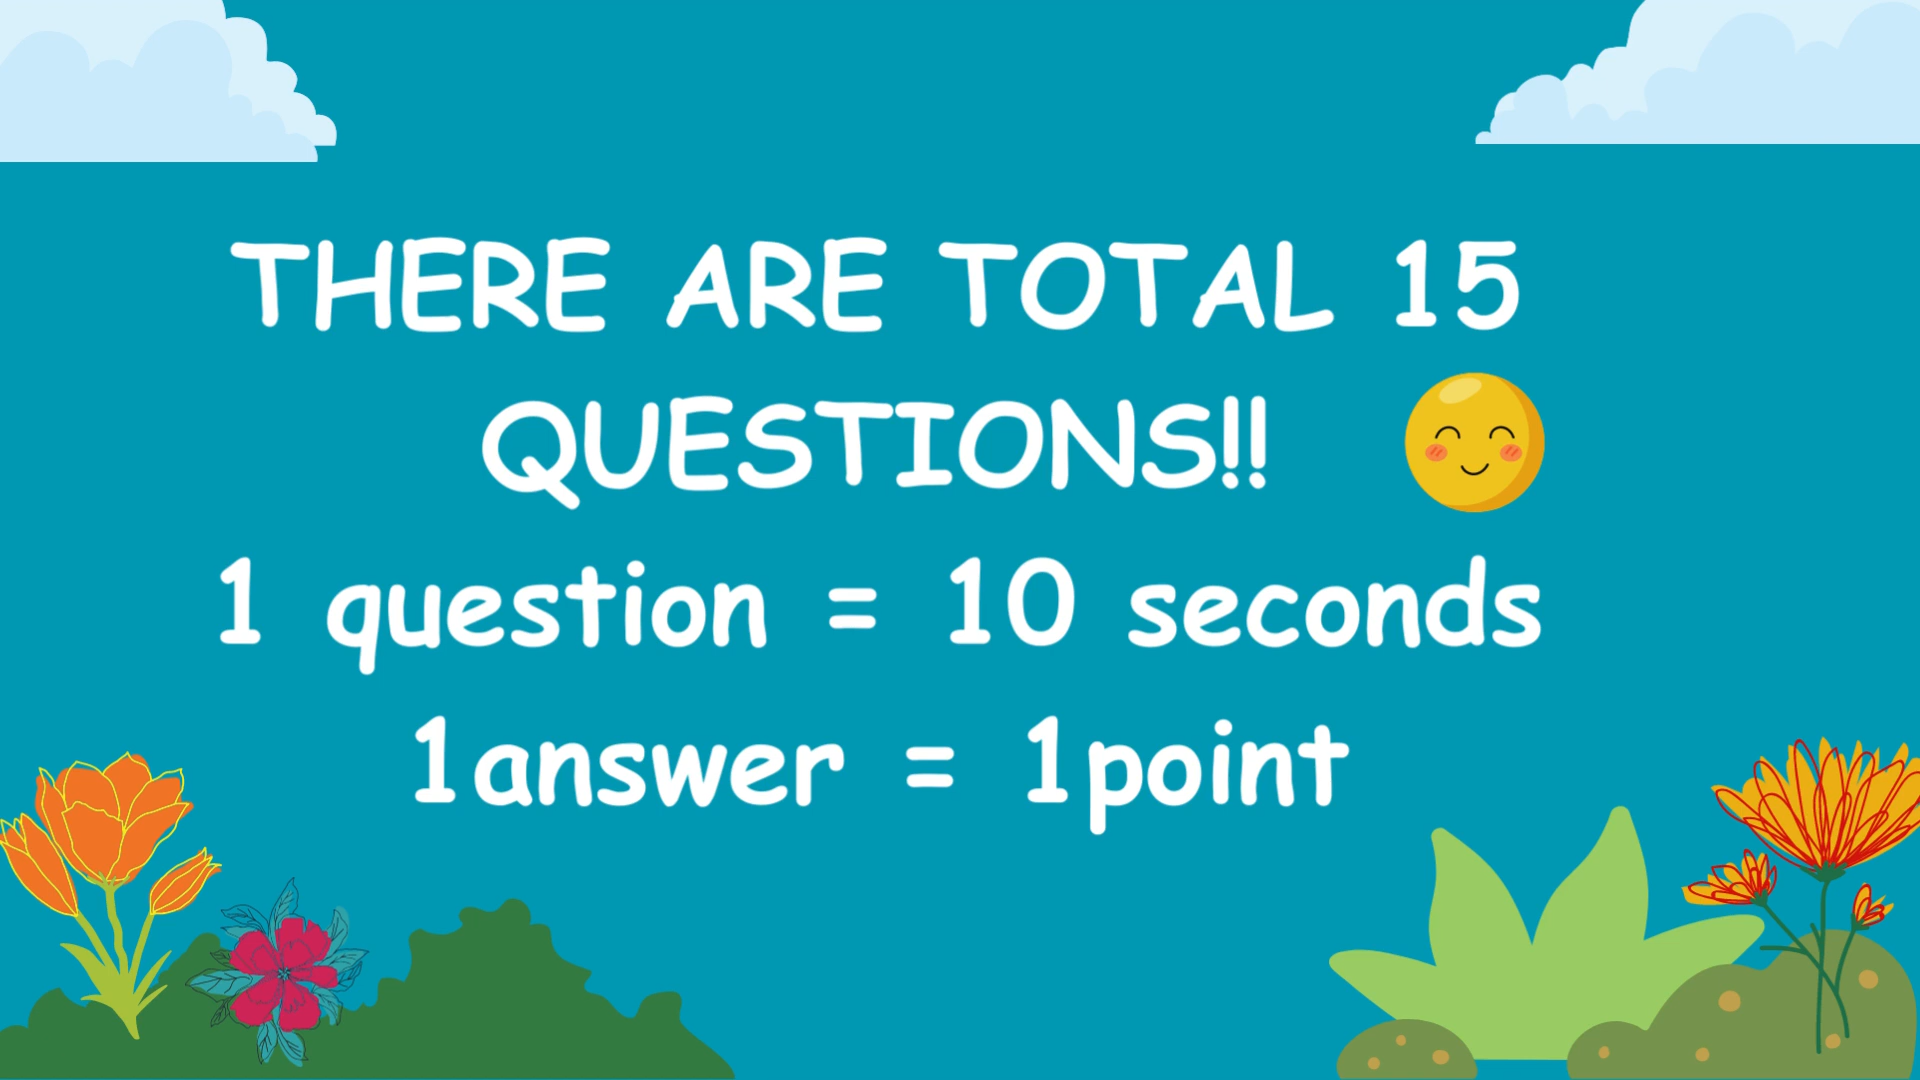 THERE ARE TOTAL 15
QUESTIONS!!
1 question = 10 seconds
1answer = 1point